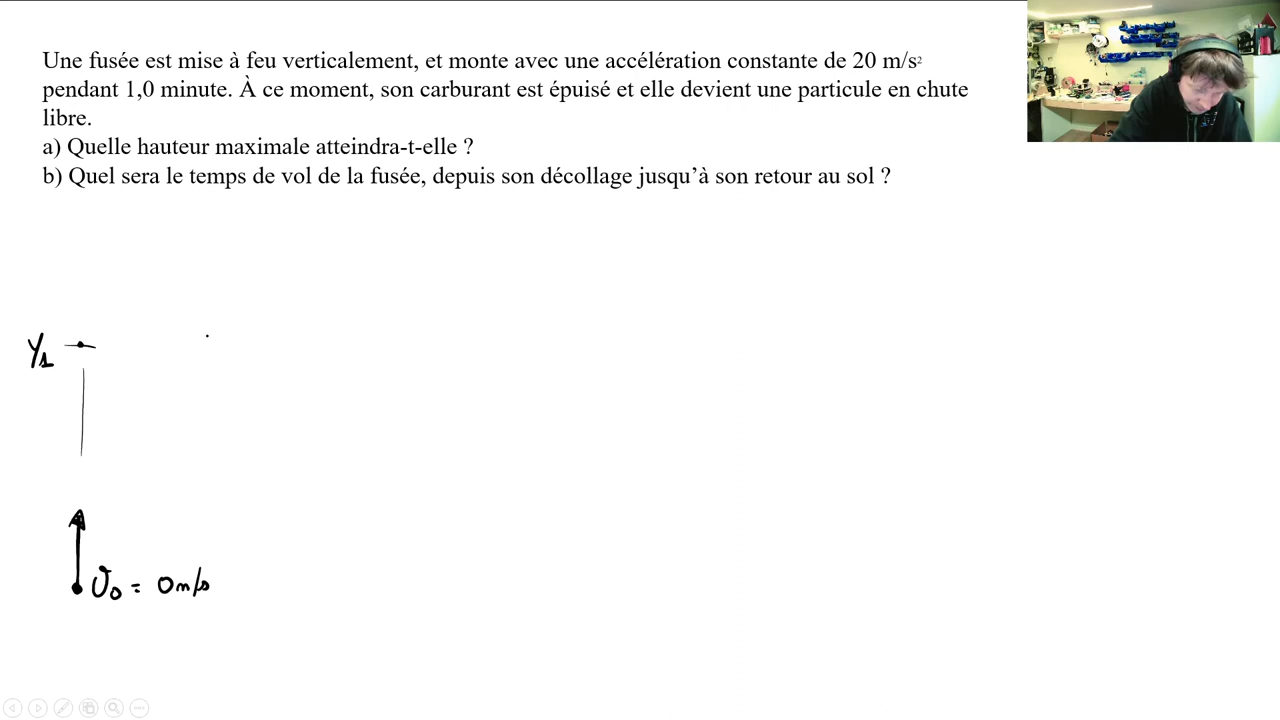 Une fusée est mise à feu verticalement, et monte avec une accélération constante de 20 m/s²
pendant 1,0 minute. À ce moment, son carburant est épuisé et elle devient une particule en chute
libre.
a) Quelle hauteur maximale atteindra-t-elle ?
b) Quel sera le temps de vol de la fusée, depuis son décollage jusqu’à son retour au sol ?
y₁
v₀ = 0 m/s